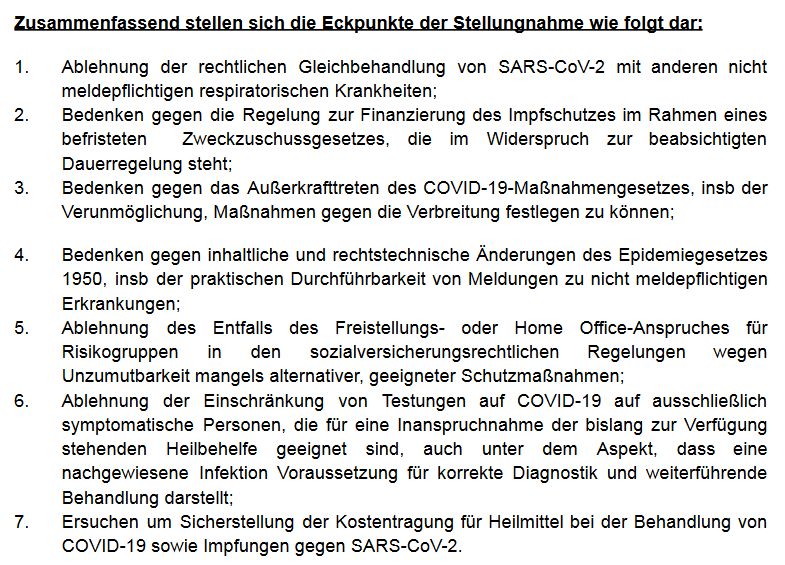 Zusammenfassend stellen sich die Eckpunkte der Stellungnahme wie folgt dar:
1. Ablehnung der rechtlichen Gleichbehandlung von SARS-CoV-2 mit anderen nicht
meldepflichtigen respiratorischen Krankheiten;
2. Bedenken gegen die Regelung zur Finanzierung des Impfschutzes im Rahmen eines
befristeten Zweckzuschussgesetzes, die im Widerspruch zur beabsichtigten
Dauerregelung steht;
3. Bedenken gegen das Außerkrafttreten des COVID-19-Maßnahmengesetzes, insb der
Verunmöglichung, Maßnahmen gegen die Verbreitung festlegen zu können;
4. Bedenken gegen inhaltliche und rechtstechnische Änderungen des Epidemiegesetzes
1950, insb der praktischen Durchführbarkeit von Meldungen zu nicht meldepflichtigen
Erkrankungen;
5. Ablehnung des Entfalls des Freistellungs- oder Home Office-Anspruches für
Risikogruppen in den sozialversicherungsrechtlichen Regelungen wegen
Unzumutbarkeit mangels alternativer, geeigneter Schutzmaßnahmen;
6. Ablehnung der Einschränkung von Testungen auf COVID-19 auf ausschließlich
symptomatische Personen, die für eine Inanspruchnahme der bislang zur Verfügung
stehenden Heilbehelfe geeignet sind, auch unter dem Aspekt, dass eine
nachgewiesene Infektion Voraussetzung für korrekte Diagnostik und weiterführende
Behandlung darstellt;
7. Ersuchen um Sicherstellung der Kostentragung für Heilmittel bei der Behandlung von
COVID-19 sowie Impfungen gegen SARS-CoV-2.